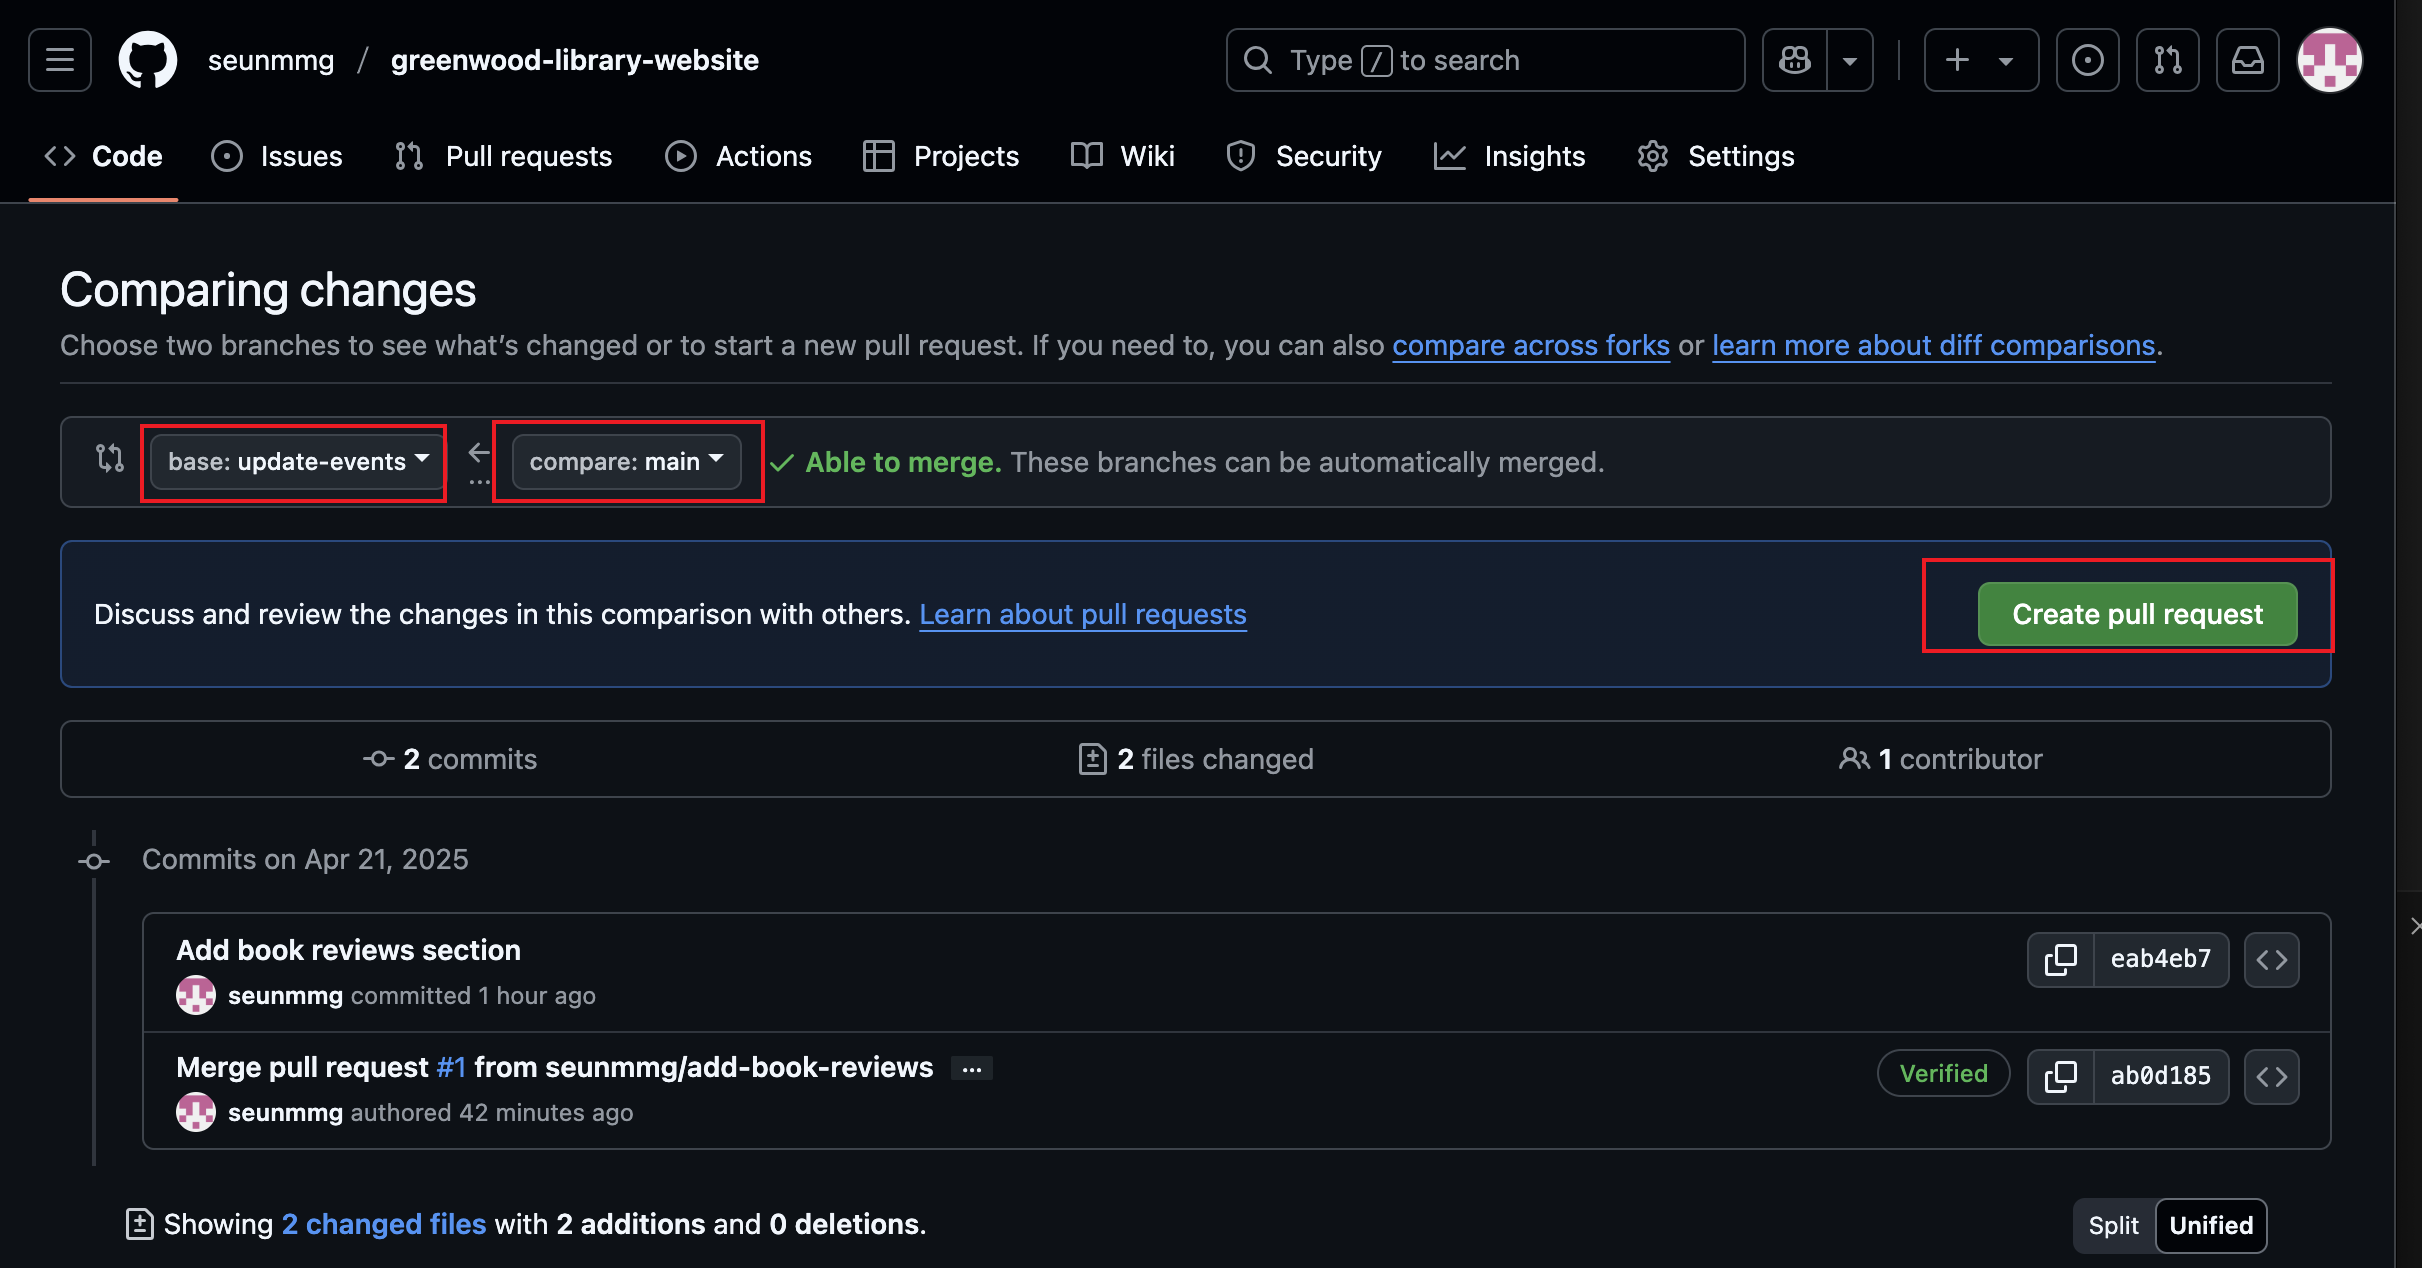 seunmmg / greenwood-library-website
Type / to search
Code Issues Pull requests Actions Projects Wiki Security Insights Settings
Comparing changes
Choose two branches to see what’s changed or to start a new pull request. If you need to, you can also compare across forks or learn more about diff comparisons.
base: update-events ... compare: main Able to merge. These branches can be automatically merged.
Discuss and review the changes in this comparison with others. Learn about pull requests
Create pull request
2 commits 2 files changed 1 contributor
Commits on Apr 21, 2025
Add book reviews section
eab4eb7
seunmmg committed 1 hour ago
Merge pull request #1 from seunmmg/add-book-reviews ...
Verified ab0d185
seunmmg authored 42 minutes ago
Showing 2 changed files with 2 additions and 0 deletions.
Split Unified